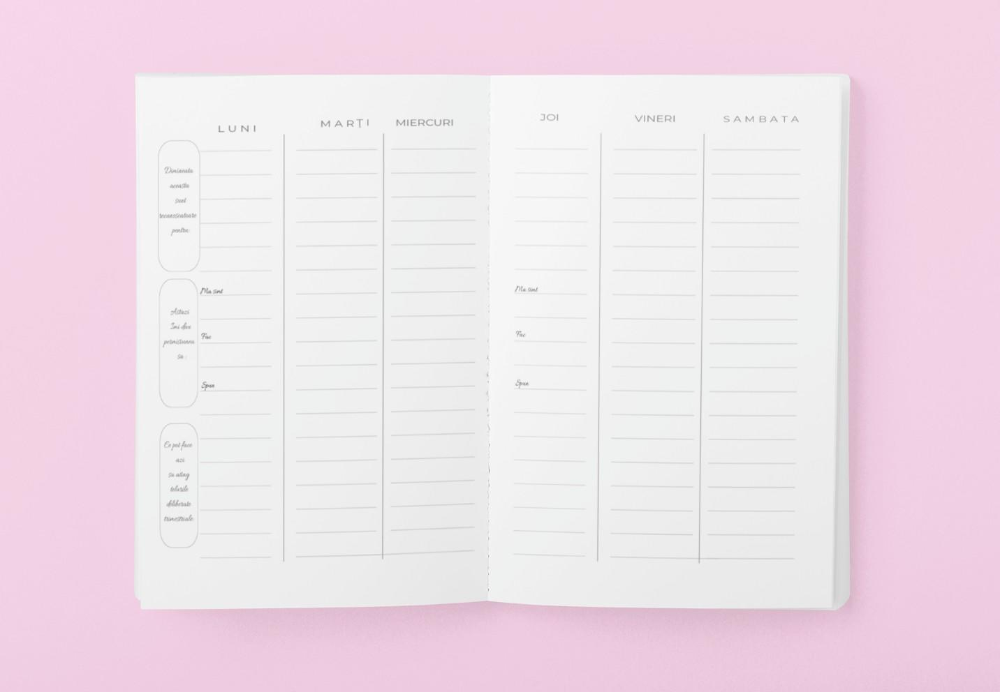 LUNI
MARȚI
MIERCURI
JOI
VINERI
SAMBATA
Dimineata
aceasta
sunt
recunoscatoare
pentru:
Ma simt
Ma simt
Astazi
Imi dau
permisiunea
sa :
Fac
Fac
Spun
Spun
Ce pot face
azi
sa ating
telurile
deliberate
trimestriale